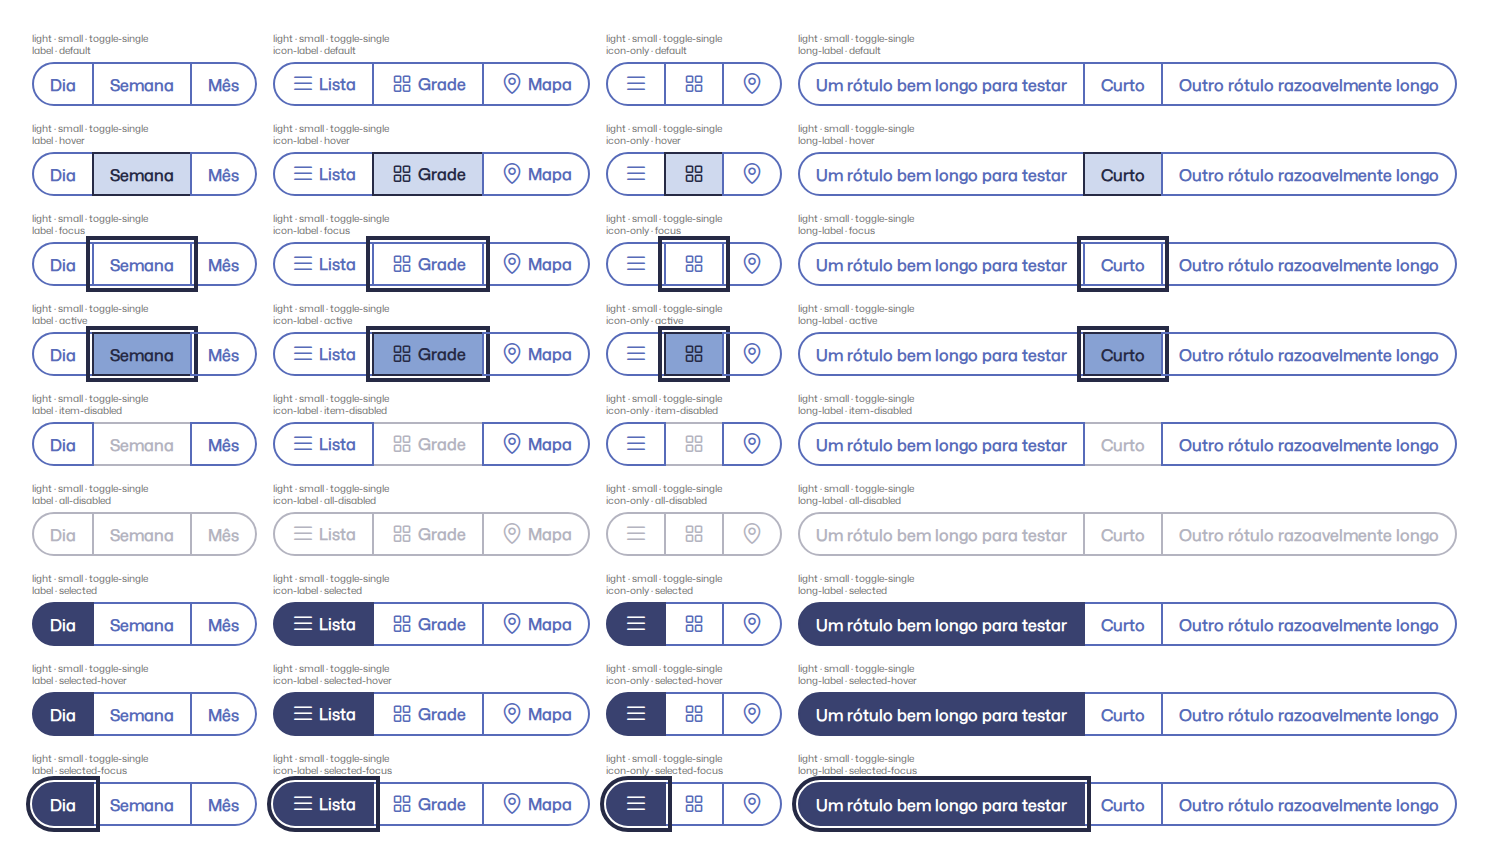 light · small · toggle-single
label · default
Dia Semana Mês
light · small · toggle-single
icon-label · default
Lista Grade Mapa
light · small · toggle-single
icon-only · default
light · small · toggle-single
long-label · default
Um rótulo bem longo para testar Curto Outro rótulo razoavelmente longo
light · small · toggle-single
label · hover
Dia Semana Mês
light · small · toggle-single
icon-label · hover
Lista Grade Mapa
light · small · toggle-single
icon-only · hover
light · small · toggle-single
long-label · hover
Um rótulo bem longo para testar Curto Outro rótulo razoavelmente longo
light · small · toggle-single
label · focus
Dia Semana Mês
light · small · toggle-single
icon-label · focus
Lista Grade Mapa
light · small · toggle-single
icon-only · focus
light · small · toggle-single
long-label · focus
Um rótulo bem longo para testar Curto Outro rótulo razoavelmente longo
light · small · toggle-single
label · active
Dia Semana Mês
light · small · toggle-single
icon-label · active
Lista Grade Mapa
light · small · toggle-single
icon-only · active
light · small · toggle-single
long-label · active
Um rótulo bem longo para testar Curto Outro rótulo razoavelmente longo
light · small · toggle-single
label · item-disabled
Dia Semana Mês
light · small · toggle-single
icon-label · item-disabled
Lista Grade Mapa
light · small · toggle-single
icon-only · item-disabled
light · small · toggle-single
long-label · item-disabled
Um rótulo bem longo para testar Curto Outro rótulo razoavelmente longo
light · small · toggle-single
label · all-disabled
Dia Semana Mês
light · small · toggle-single
icon-label · all-disabled
Lista Grade Mapa
light · small · toggle-single
icon-only · all-disabled
light · small · toggle-single
long-label · all-disabled
Um rótulo bem longo para testar Curto Outro rótulo razoavelmente longo
light · small · toggle-single
label · selected
Dia Semana Mês
light · small · toggle-single
icon-label · selected
Lista Grade Mapa
light · small · toggle-single
icon-only · selected
light · small · toggle-single
long-label · selected
Um rótulo bem longo para testar Curto Outro rótulo razoavelmente longo
light · small · toggle-single
label · selected-hover
Dia Semana Mês
light · small · toggle-single
icon-label · selected-hover
Lista Grade Mapa
light · small · toggle-single
icon-only · selected-hover
light · small · toggle-single
long-label · selected-hover
Um rótulo bem longo para testar Curto Outro rótulo razoavelmente longo
light · small · toggle-single
label · selected-focus
Dia Semana Mês
light · small · toggle-single
icon-label · selected-focus
Lista Grade Mapa
light · small · toggle-single
icon-only · selected-focus
light · small · toggle-single
long-label · selected-focus
Um rótulo bem longo para testar Curto Outro rótulo razoavelmente longo